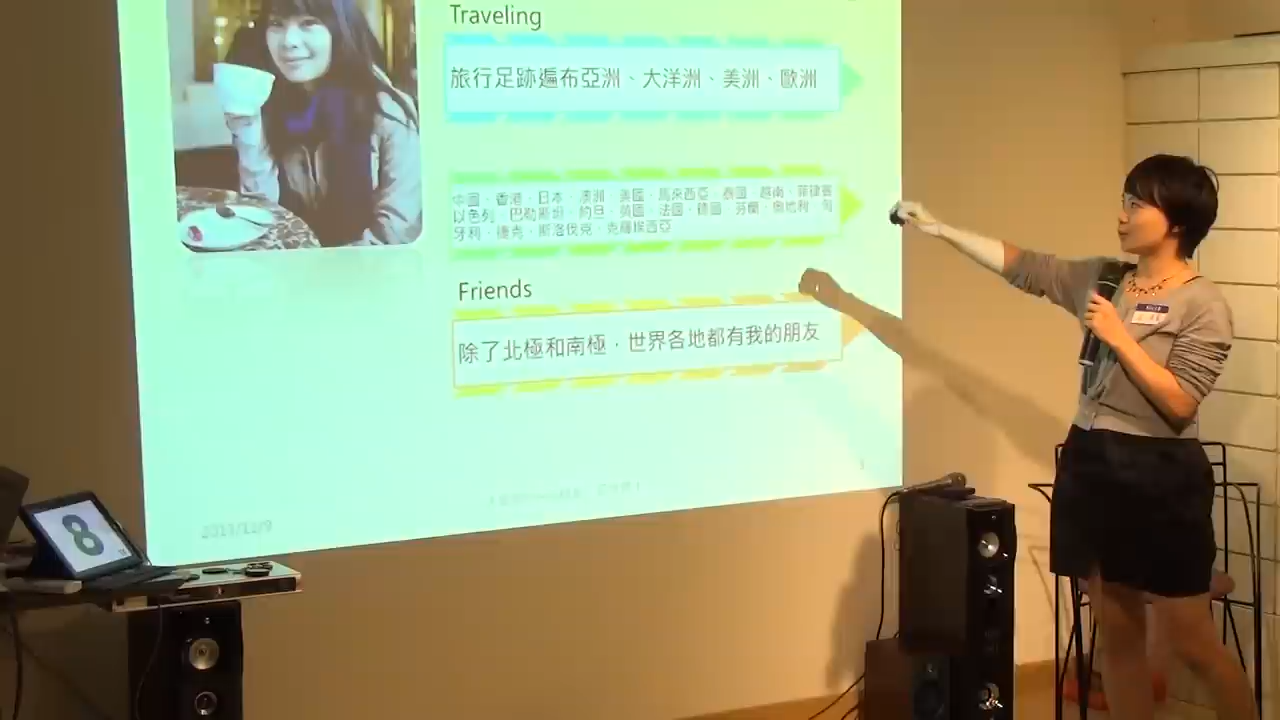 Traveling
旅行足跡遍布亞洲、大洋洲、美洲、歐洲
中國、香港、日本、澳洲、美國、馬來西亞、泰國、越南、菲律賓
以色列、巴勒斯坦、約旦、英國、法國、德國、芬蘭、奧地利、匈
牙利、捷克、斯洛伐克、克羅埃西亞
Friends
除了北極和南極，世界各地都有我的朋友
3
8